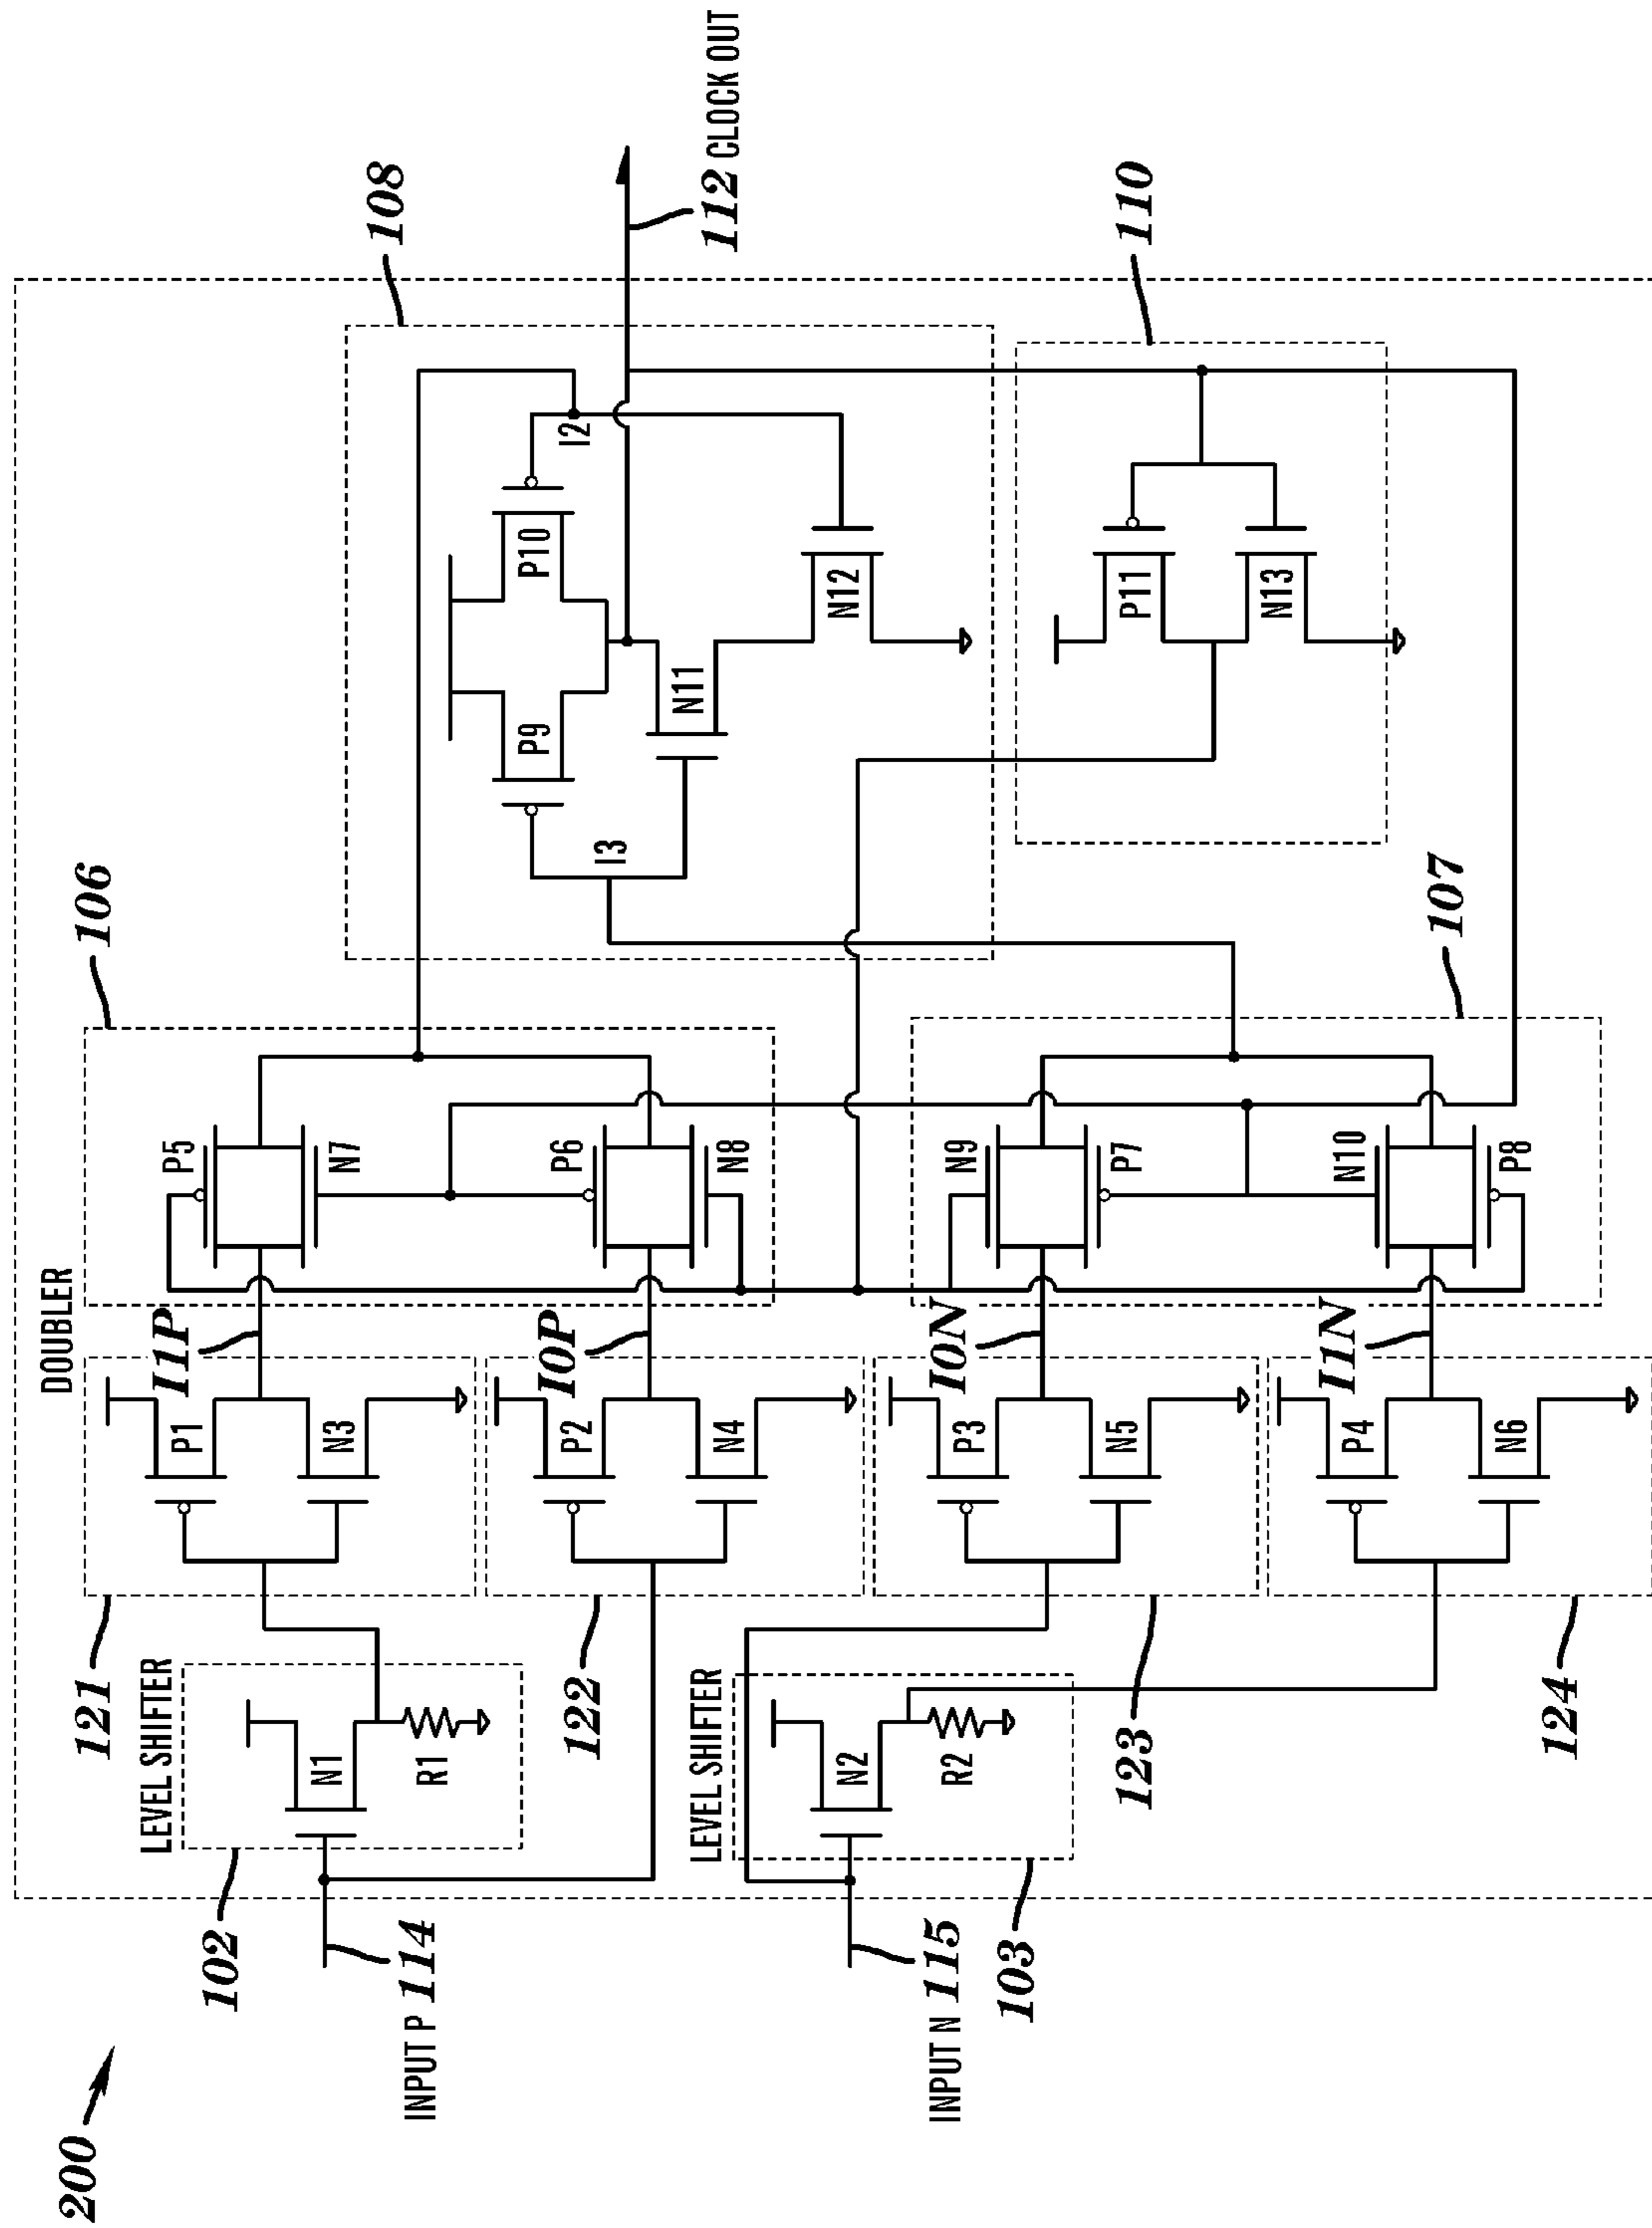 200
DOUBLER
INPUT P 114
102
LEVEL SHIFTER
N1
R1
121
P1
N3
I1P
122
P2
N4
I0P
106
P5
N7
P6
N8
INPUT N 115
103
LEVEL SHIFTER
N2
R2
123
P3
N5
I0N
124
P4
N6
I1N
107
N9
P7
N10
P8
108
I3
P9
P10
I2
N11
N12
112 CLOCK OUT
110
P11
N13